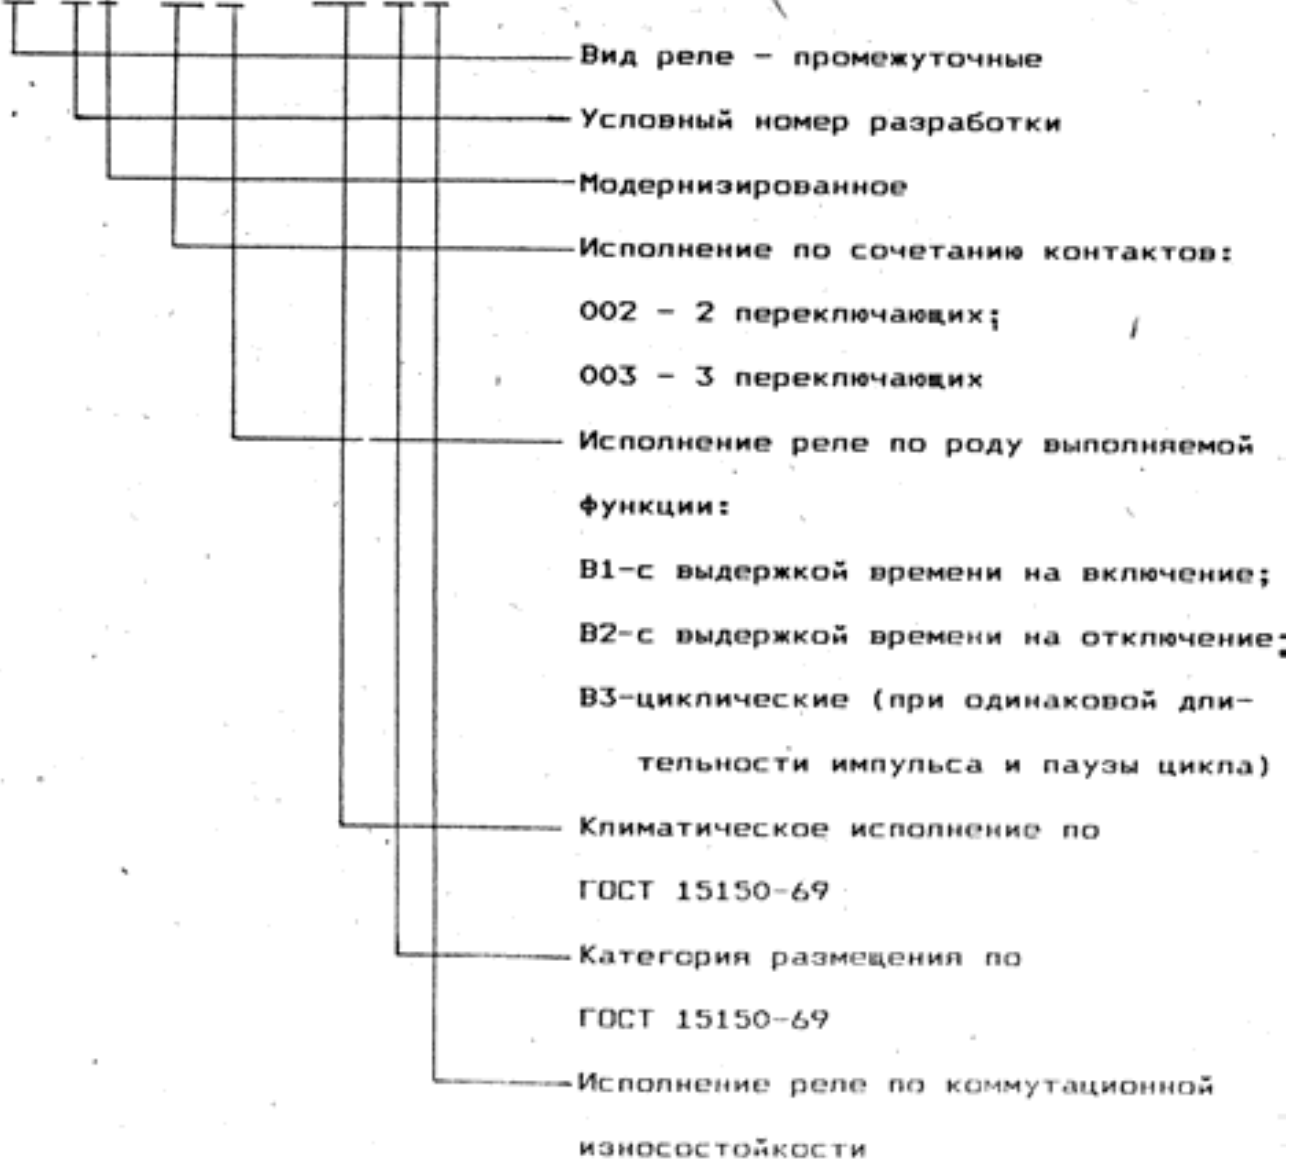 Вид реле - промежуточные
Условный номер разработки
Модернизированное
Исполнение по сочетанию контактов:
002 - 2 переключающих;
003 - 3 переключающих
Исполнение реле по роду выполняемой
функции:
В1-с выдержкой времени на включение;
В2-с выдержкой времени на отключение;
В3-циклические (при одинаковой дли-
тельности импульса и паузы цикла)
Климатическое исполнение по
ГОСТ 15150-69
Категория размещения по
ГОСТ 15150-69
Исполнение реле по коммутационной
износостойкости